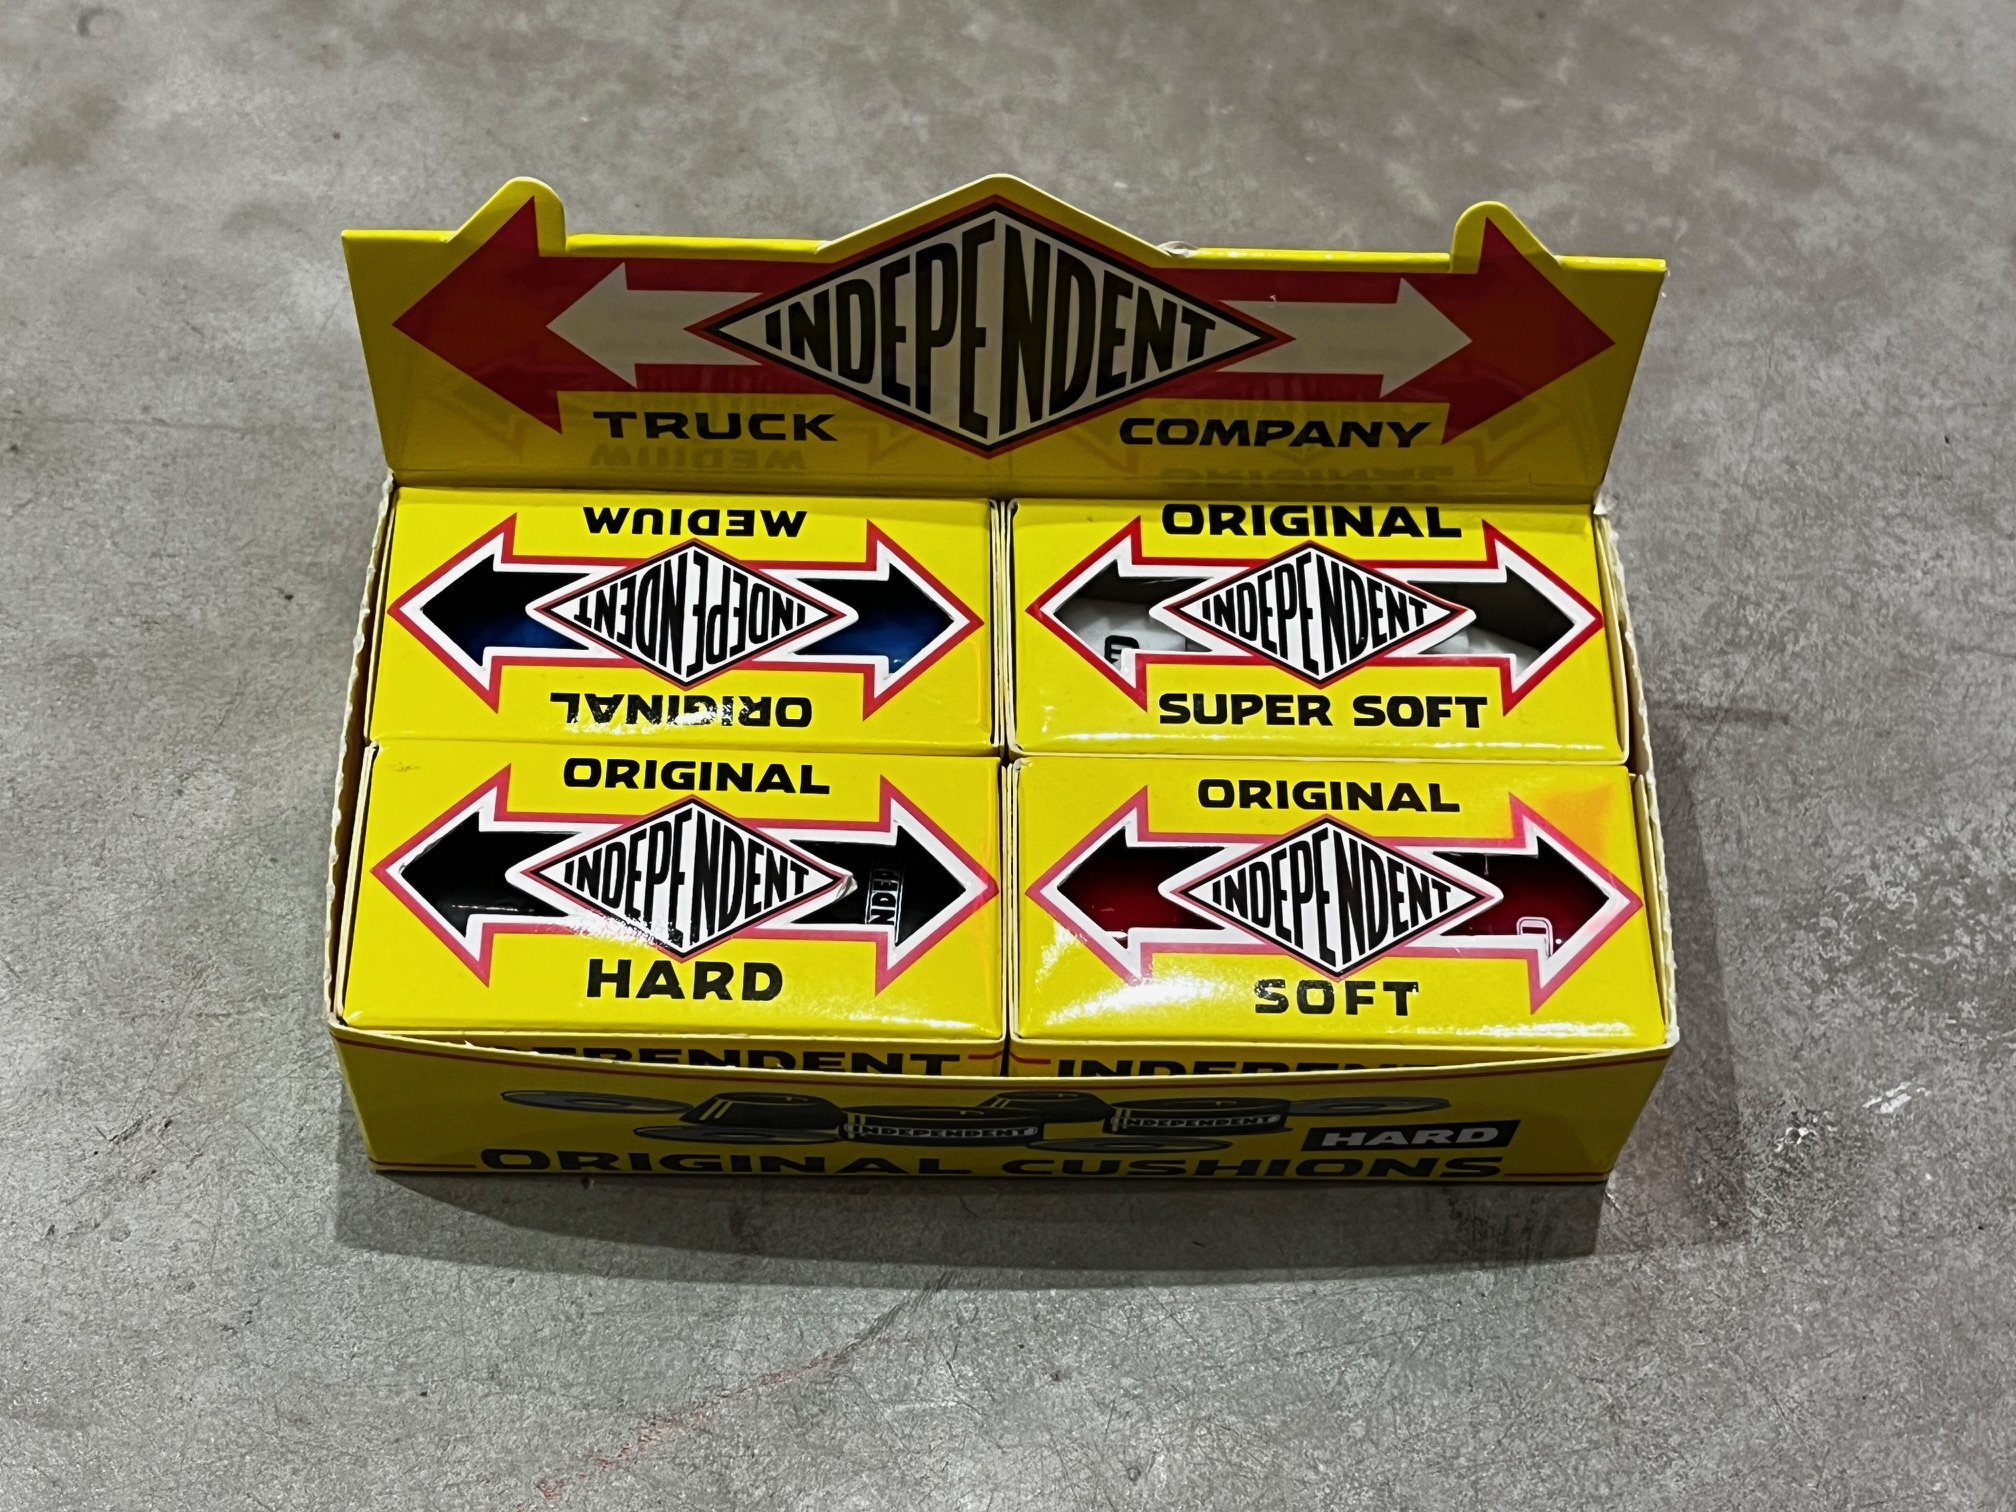 INDEPENDENT
TRUCK COMPANY
MEDIUM
INDEPENDENT
ORIGINAL
ORIGINAL
INDEPENDENT
SUPER SOFT
ORIGINAL
INDEPENDENT
HARD
ORIGINAL
INDEPENDENT
SOFT
INDEPENDENT
INDEPENDENT
HARD
ORIGINAL CUSHIONS